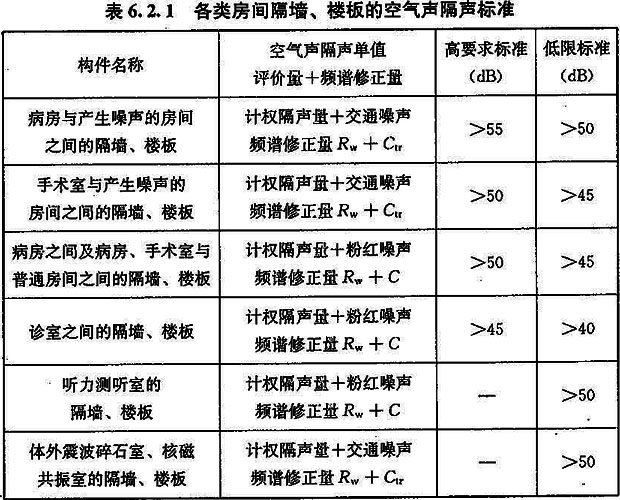 表6.2.1 各类房间隔墙、楼板的空气声隔声标准
构件名称
空气声隔声单值
评价量＋频谱修正量
高要求标准
(dB)
低限标准
(dB)
病房与产生噪声的房间
之间的隔墙、楼板
计权隔声量＋交通噪声
频谱修正量 Rw + Ctr
>55
>50
手术室与产生噪声的
房间之间的隔墙、楼板
计权隔声量＋交通噪声
频谱修正量 Rw + Ctr
>50
>45
病房之间及病房、手术室与
普通房间之间的隔墙、楼板
计权隔声量＋粉红噪声
频谱修正量 Rw + C
>50
>45
诊室之间的隔墙、楼板
计权隔声量＋粉红噪声
频谱修正量 Rw + C
>45
>40
听力测听室的
隔墙、楼板
计权隔声量＋粉红噪声
频谱修正量 Rw + C
—
>50
体外震波碎石室、核磁
共振室的隔墙、楼板
计权隔声量＋交通噪声
频谱修正量 Rw + Ctr
—
>50